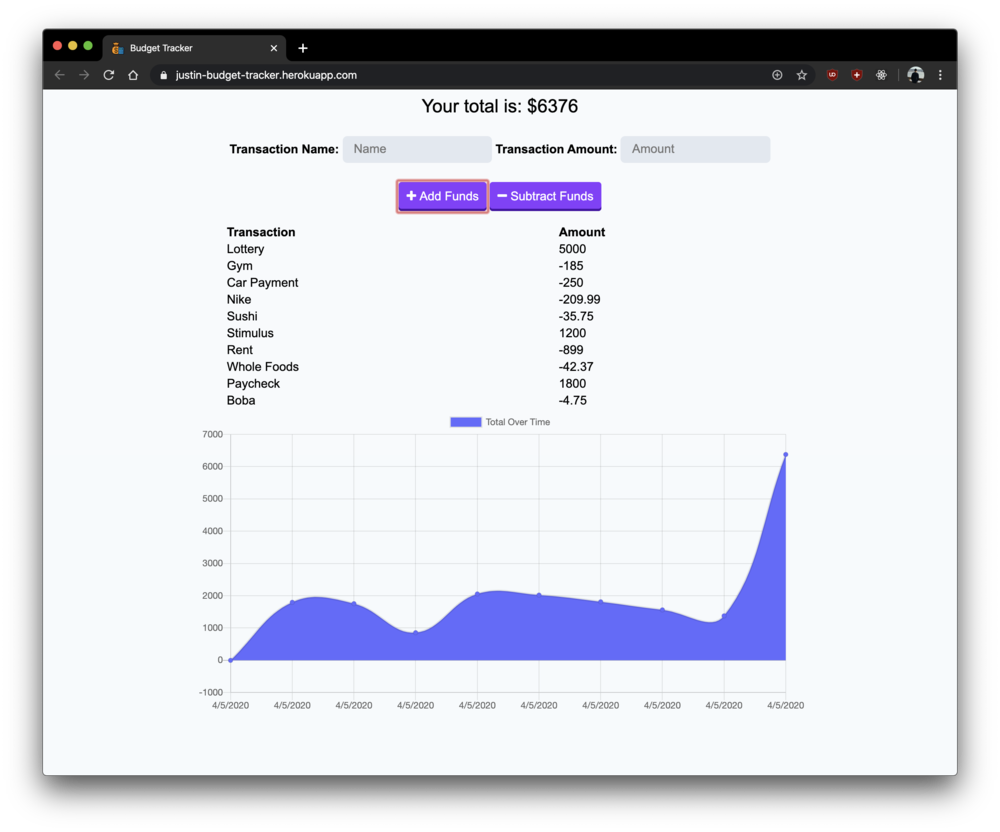 Budget Tracker
justin-budget-tracker.herokuapp.com
Your total is: $6376
Transaction Name: Name Transaction Amount: Amount
Add Funds Subtract Funds
Transaction Amount
Lottery 5000
Gym -185
Car Payment -250
Nike -209.99
Sushi -35.75
Stimulus 1200
Rent -899
Whole Foods -42.37
Paycheck 1800
Boba -4.75
Total Over Time
7000
6000
5000
4000
3000
2000
1000
0
-1000
4/5/2020 4/5/2020 4/5/2020 4/5/2020 4/5/2020 4/5/2020 4/5/2020 4/5/2020 4/5/2020 4/5/2020